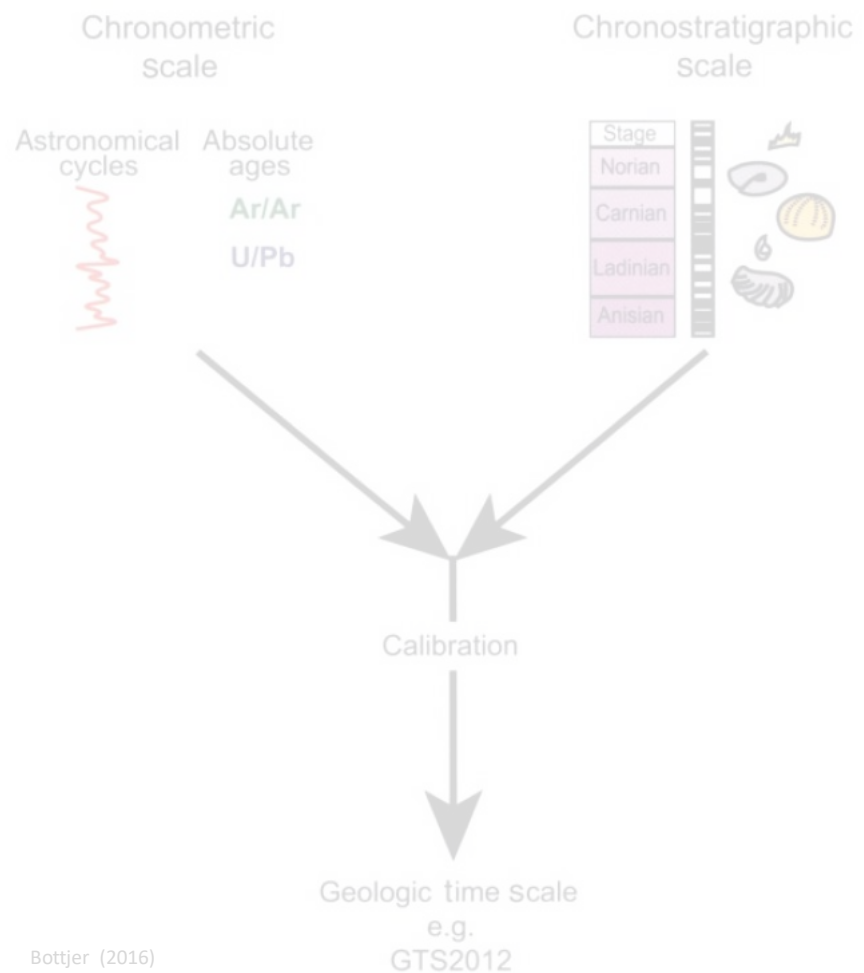 Chronometric
scale
Chronostratigraphic
scale
Astronomical
cycles
Absolute
ages
Ar/Ar
U/Pb
Stage
Norian
Carnian
Ladinian
Anisian
Calibration
Geologic time scale
e.g.
GTS2012
Bottjer (2016)